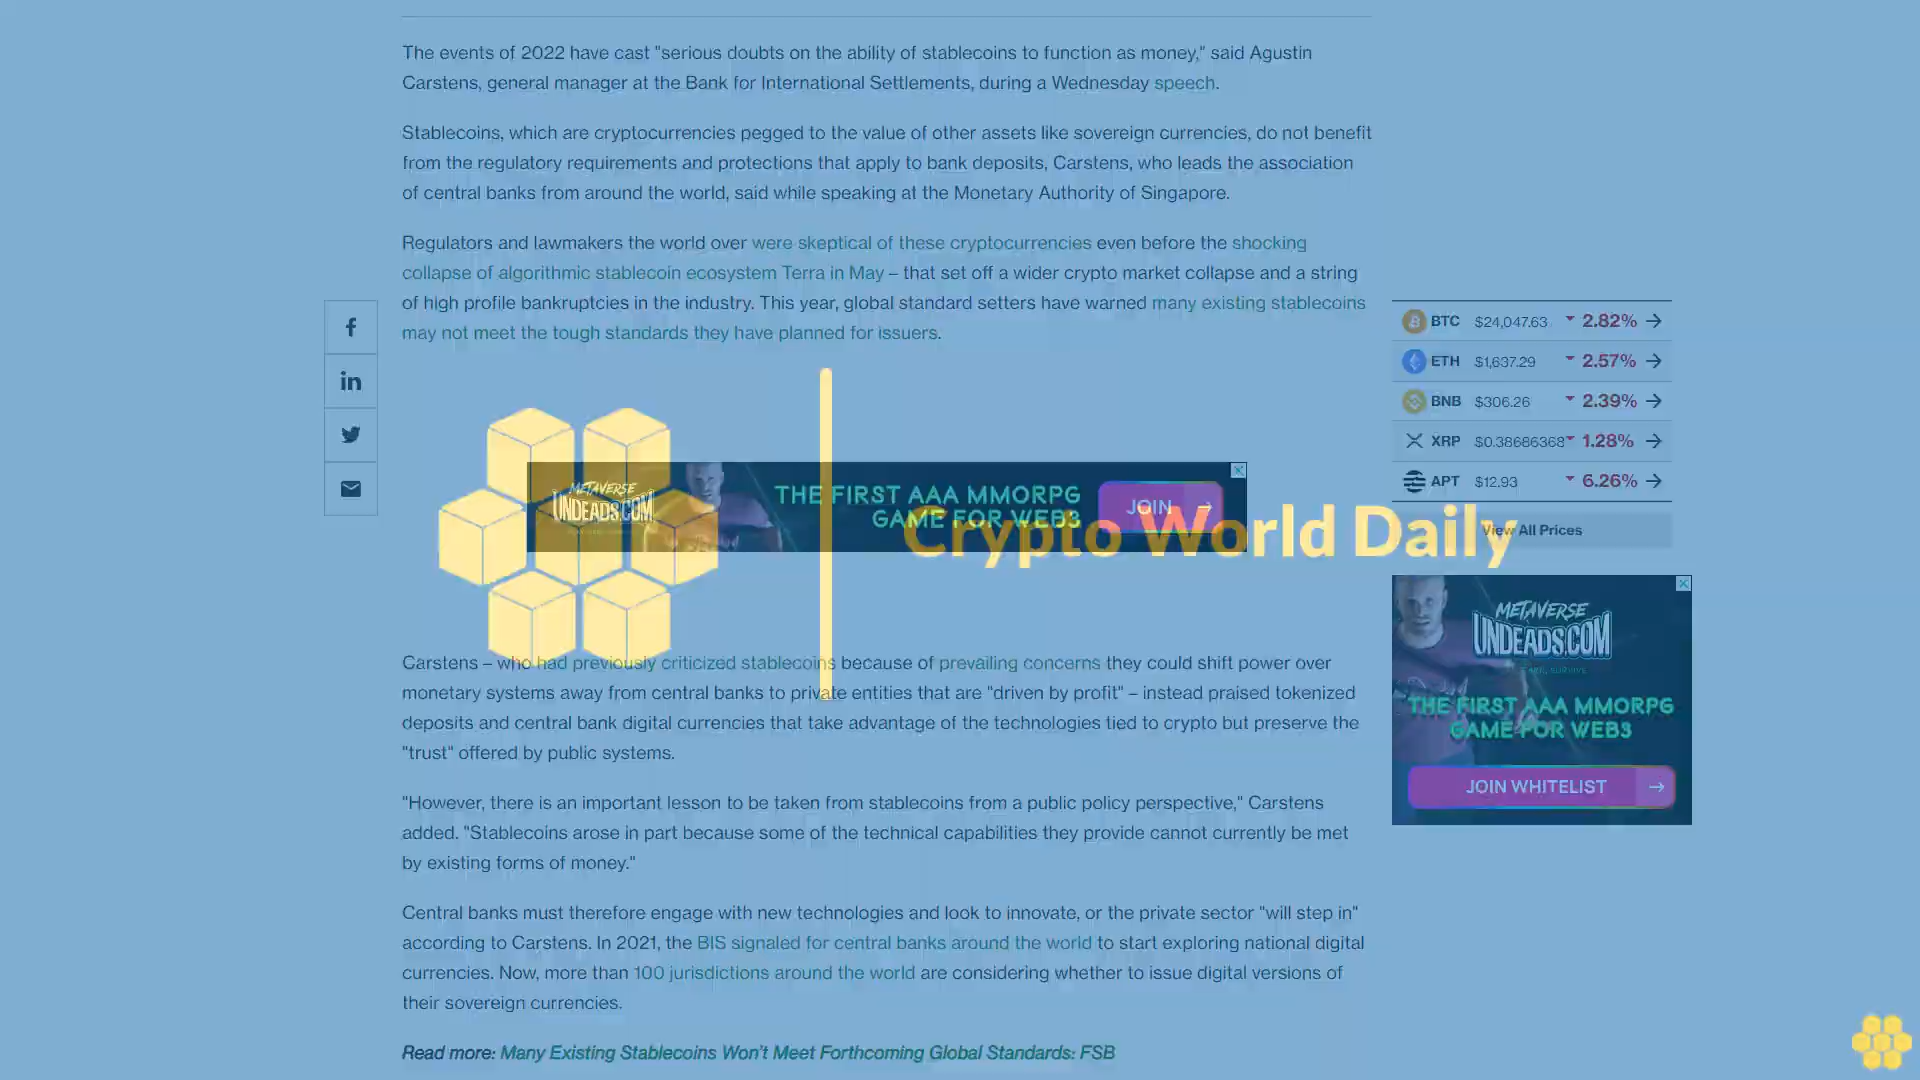 The events of 2022 have cast "serious doubts on the ability of stablecoins to function as money," said Agustin
Carstens, general manager at the Bank for International Settlements, during a Wednesday speech.
Stablecoins, which are cryptocurrencies pegged to the value of other assets like sovereign currencies, do not benefit
from the regulatory requirements and protections that apply to bank deposits, Carstens, who leads the association
of central banks from around the world, said while speaking at the Monetary Authority of Singapore.
Regulators and lawmakers the world over were skeptical of these cryptocurrencies even before the shocking
collapse of algorithmic stablecoin ecosystem Terra in May – that set off a wider crypto market collapse and a string
of high profile bankruptcies in the industry. This year, global standard setters have warned many existing stablecoins
may not meet the tough standards they have planned for issuers.
METAVERSE
UNDEADS.COM
THE FIRST AAA MMORPG
GAME FOR WEB3
JOIN →
Crypto World Daily
Carstens – who had previously criticized stablecoins because of prevailing concerns they could shift power over
monetary systems away from central banks to private entities that are "driven by profit" – instead praised tokenized
deposits and central bank digital currencies that take advantage of the technologies tied to crypto but preserve the
"trust" offered by public systems.
"However, there is an important lesson to be taken from stablecoins from a public policy perspective," Carstens
added. "Stablecoins arose in part because some of the technical capabilities they provide cannot currently be met
by existing forms of money."
Central banks must therefore engage with new technologies and look to innovate, or the private sector "will step in"
according to Carstens. In 2021, the BIS signaled for central banks around the world to start exploring national digital
currencies. Now, more than 100 jurisdictions around the world are considering whether to issue digital versions of
their sovereign currencies.
Read more: Many Existing Stablecoins Won't Meet Forthcoming Global Standards: FSB
BTC $24,047.63 2.82% →
ETH $1,637.29 2.57% →
BNB $306.26 2.39% →
XRP $0.38686368 1.28% →
APT $12.93 6.26% →
View All Prices
METAVERSE
UNDEADS.COM
THE FIRST AAA MMORPG
GAME FOR WEB3
JOIN WHITELIST →